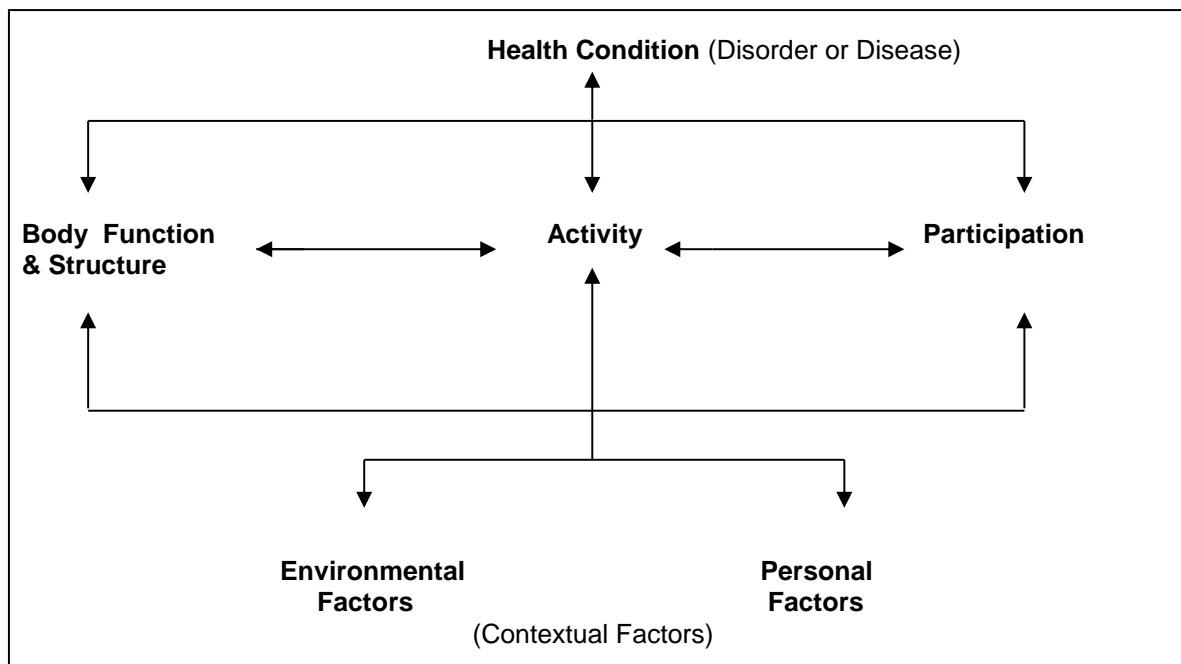 Health Condition (Disorder or Disease)
Body Function
& Structure
Activity
Participation
Environmental
Factors
Personal
Factors
(Contextual Factors)